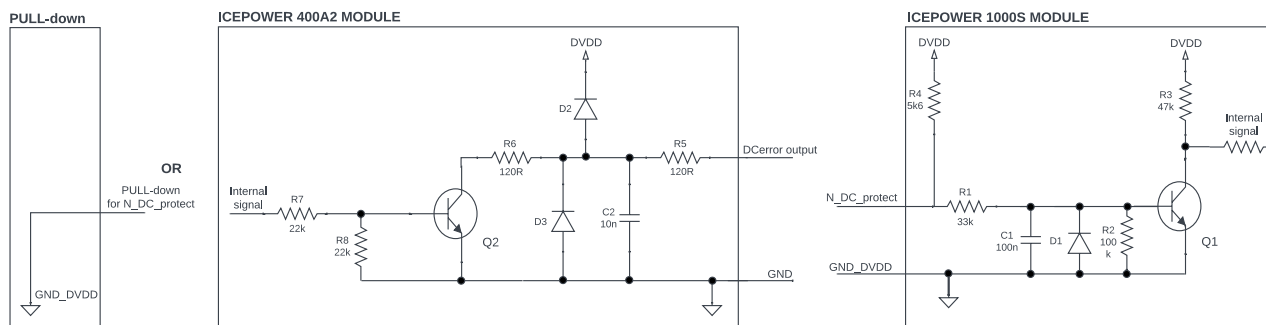 PULL-down
OR
PULL-down
for N_DC_protect
GND_DVDD
ICEPOWER 400A2 MODULE
DVDD
D2
R6
120R
R5
120R
DCerror output
Internal
signal
R7
22k
R8
22k
Q2
D3
C2
10n
GND
ICEPOWER 1000S MODULE
DVDD
R4
5k6
DVDD
R3
47k
Internal
signal
N_DC_protect
R1
33k
C1
100n
D1
R2
100
k
Q1
GND_DVDD